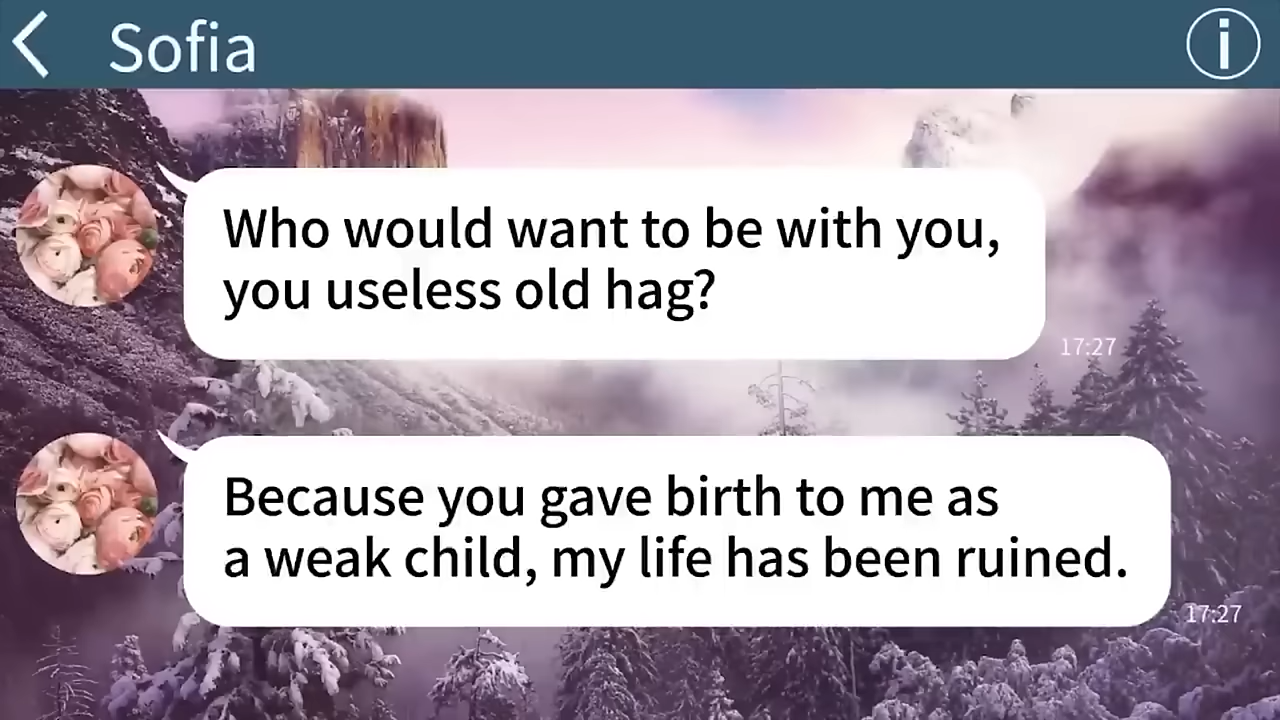 Sofia
Who would want to be with you,
you useless old hag?
17:27
Because you gave birth to me as
a weak child, my life has been ruined.
17:27